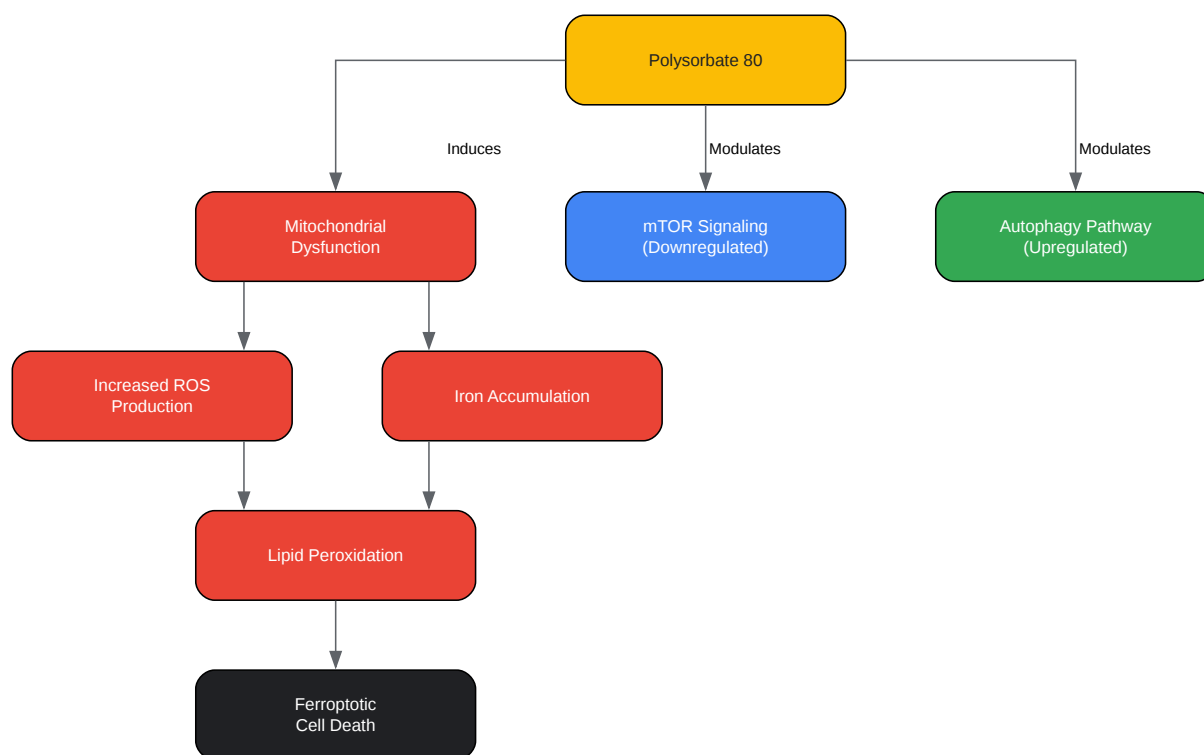 Polysorbate 80
Induces
Modulates
Modulates
Mitochondrial
Dysfunction
mTOR Signaling
(Downregulated)
Autophagy Pathway
(Upregulated)
Increased ROS
Production
Iron Accumulation
Lipid Peroxidation
Ferroptotic
Cell Death